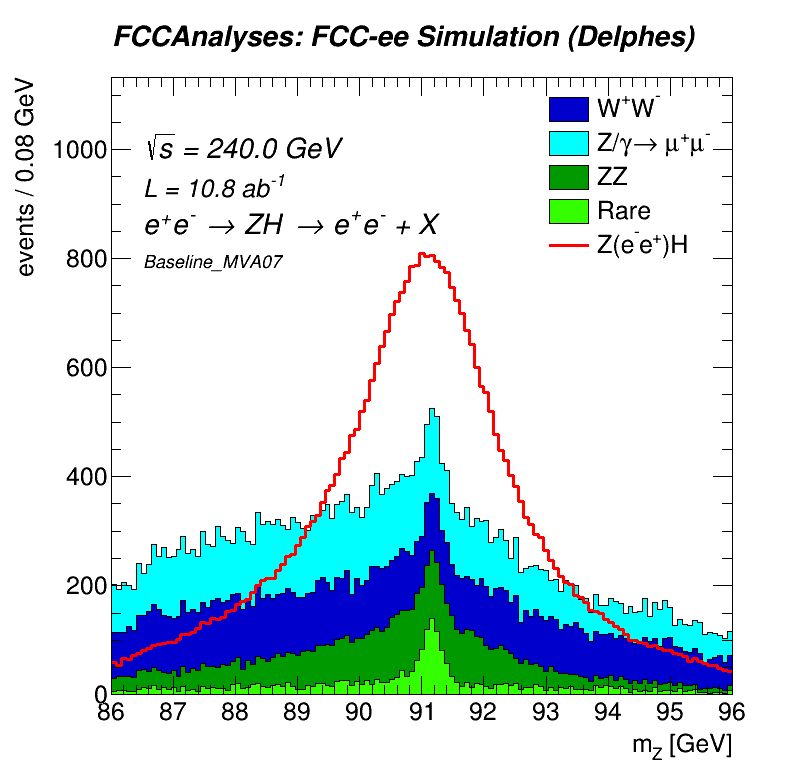 FCCAnalyses: FCC-ee Simulation (Delphes)
events / 0.08 GeV
√s = 240.0 GeV
L = 10.8 ab⁻¹
e⁺e⁻ → ZH → e⁺e⁻ + X
Baseline_MVA07
W⁺W⁻
Z/γ→ μ⁺μ⁻
ZZ
Rare
Z(e⁻e⁺)H
1000
800
600
400
200
0
86 87 88 89 90 91 92 93 94 95 96
m_Z [GeV]